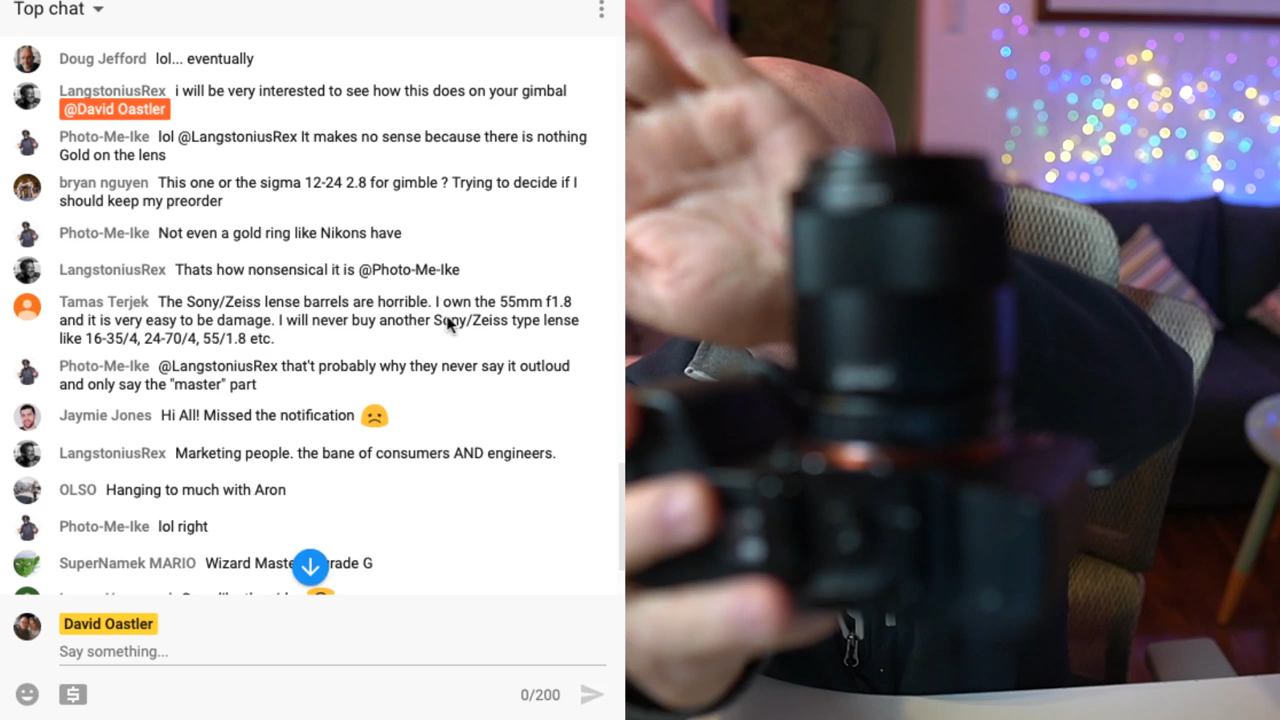 Top chat
Doug Jefford lol... eventually
LangstoniusRex i will be very interested to see how this does on your gimbal
@David Oastler
Photo-Me-Ike lol @LangstoniusRex It makes no sense because there is nothing
Gold on the lens
bryan nguyen This one or the sigma 12-24 2.8 for gimble ? Trying to decide if I
should keep my preorder
Photo-Me-Ike Not even a gold ring like Nikons have
LangstoniusRex Thats how nonsensical it is @Photo-Me-Ike
Tamas Terjek The Sony/Zeiss lense barrels are horrible. I own the 55mm f1.8
and it is very easy to be damage. I will never buy another Sony/Zeiss type lense
like 16-35/4, 24-70/4, 55/1.8 etc.
Photo-Me-Ike @LangstoniusRex that't probably why they never say it outloud
and only say the "master" part
Jaymie Jones Hi All! Missed the notification
LangstoniusRex Marketing people. the bane of consumers AND engineers.
OLSO Hanging to much with Aron
Photo-Me-Ike lol right
SuperNamek MARIO Wizard G
David Oastler
Say something...
0/200